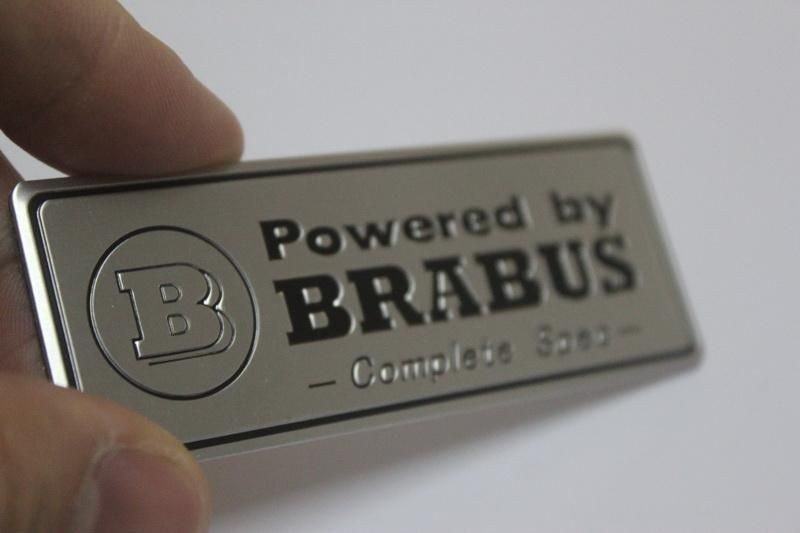 B
Powered by
BRABUS
- Complete Spec -